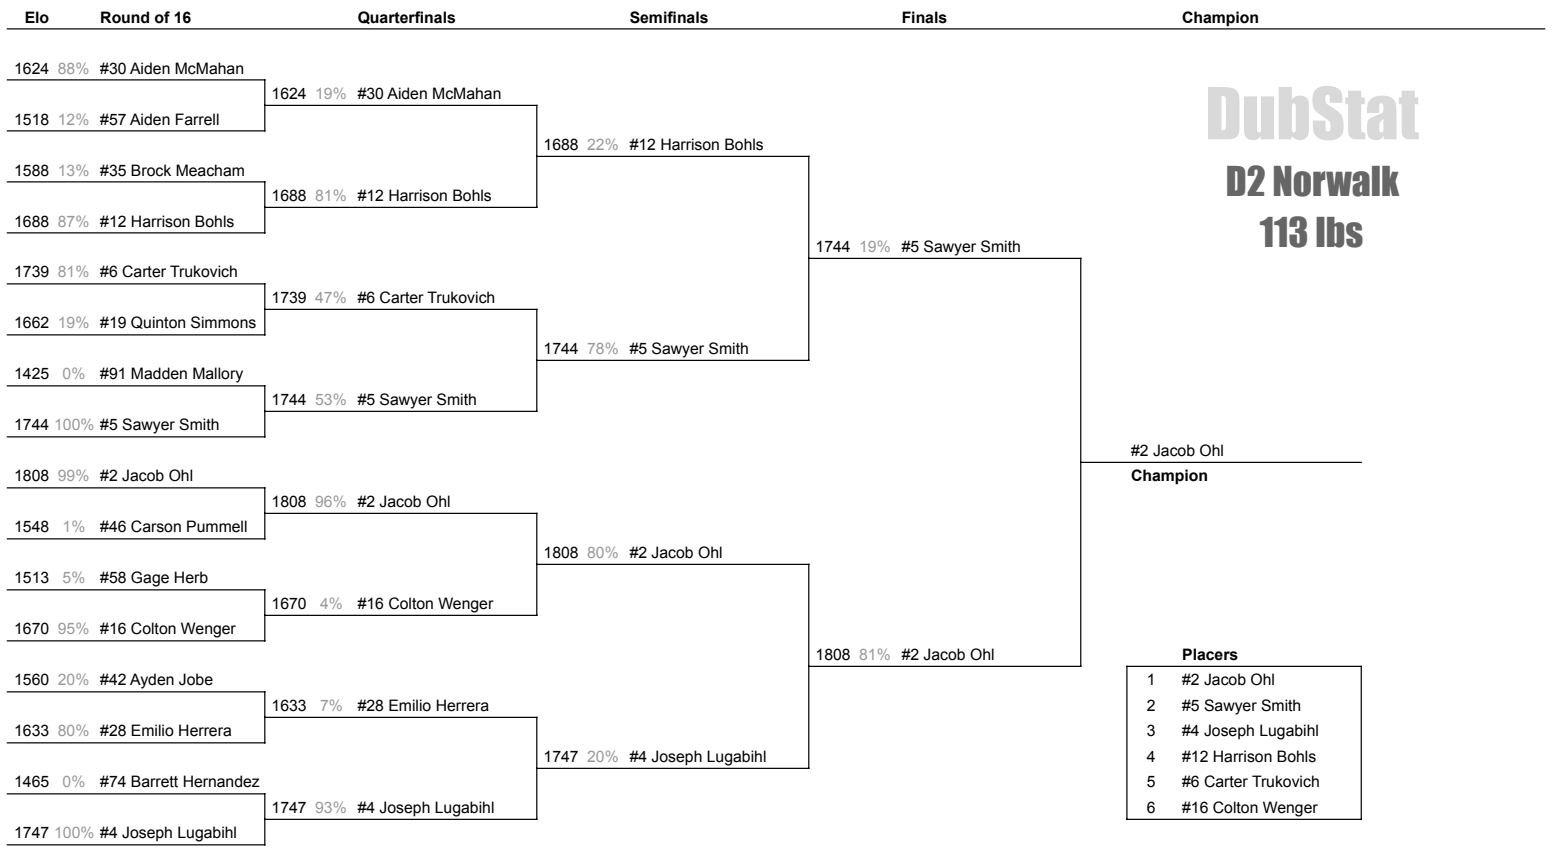 Elo Round of 16 Quarterfinals Semifinals Finals Champion
1624 88% #30 Aiden McMahan
1624 19% #30 Aiden McMahan
1518 12% #57 Aiden Farrell
1688 22% #12 Harrison Bohls
1588 13% #35 Brock Meacham
1688 81% #12 Harrison Bohls
1688 87% #12 Harrison Bohls
1744 19% #5 Sawyer Smith
1739 81% #6 Carter Trukovich
1739 47% #6 Carter Trukovich
1662 19% #19 Quinton Simmons
1744 78% #5 Sawyer Smith
1425 0% #91 Madden Mallory
1744 53% #5 Sawyer Smith
1744 100% #5 Sawyer Smith
#2 Jacob Ohl
Champion
1808 99% #2 Jacob Ohl
1808 96% #2 Jacob Ohl
1548 1% #46 Carson Pummell
1808 80% #2 Jacob Ohl
1513 5% #58 Gage Herb
1670 4% #16 Colton Wenger
1670 95% #16 Colton Wenger
1808 81% #2 Jacob Ohl
1560 20% #42 Ayden Jobe
1633 7% #28 Emilio Herrera
1633 80% #28 Emilio Herrera
1747 20% #4 Joseph Lugabihl
1465 0% #74 Barrett Hernandez
1747 93% #4 Joseph Lugabihl
1747 100% #4 Joseph Lugabihl
DubStat
D2 Norwalk
113 lbs
Placers
1 #2 Jacob Ohl
2 #5 Sawyer Smith
3 #4 Joseph Lugabihl
4 #12 Harrison Bohls
5 #6 Carter Trukovich
6 #16 Colton Wenger